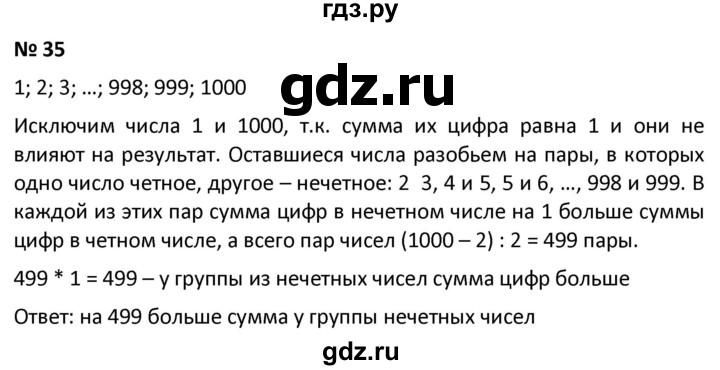 гдз.ру
№ 35
1; 2; 3; …; 998; 999; 1000
gdz.ru
Исключим числа 1 и 1000, т.к. сумма их цифра равна 1 и они не
влияют на результат. Оставшиеся числа разобьем на пары, в которых
одно число четное, другое – нечетное: 2 3, 4 и 5, 5 и 6, …, 998 и 999. В
каждой из этих пар сумма цифр в нечетном числе на 1 больше суммы
цифр в четном числе, а всего пар чисел (1000 – 2) : 2 = 499 пары.
499 * 1 = 499 – у группы из нечетных чисел сумма цифр больше
Ответ: на 499 больше сумма у группы нечетных чисел
gdz.ru